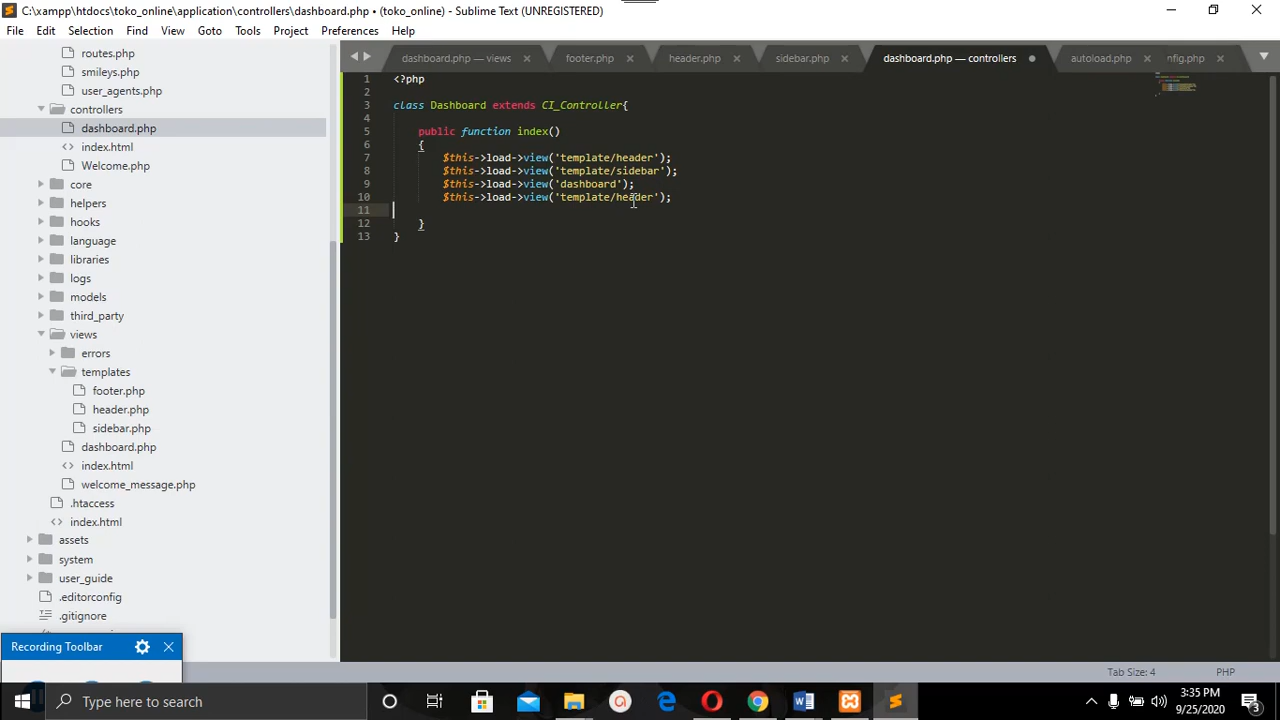 C:\xampp\htdocs\toko_online\application\controllers\dashboard.php • (toko_online) - Sublime Text (UNREGISTERED)
File Edit Selection Find View Goto Tools Project Preferences Help
routes.php
smileys.php
user_agents.php
controllers
dashboard.php
index.html
Welcome.php
core
helpers
hooks
language
libraries
logs
models
third_party
views
errors
templates
footer.php
header.php
sidebar.php
dashboard.php
index.html
welcome_message.php
.htaccess
index.html
assets
system
user_guide
.editorconfig
.gitignore
dashboard.php — views footer.php header.php sidebar.php dashboard.php — controllers autoload.php nfig.php
1 <?php
2
3 class Dashboard extends CI_Controller{
4
5 public function index()
6 {
7 $this->load->view('template/header');
8 $this->load->view('template/sidebar');
9 $this->load->view('dashboard');
10 $this->load->view('template/header');
11
12 }
13 }
Recording Toolbar
Tab Size: 4 PHP
Type here to search
3:35 PM
9/25/2020
3